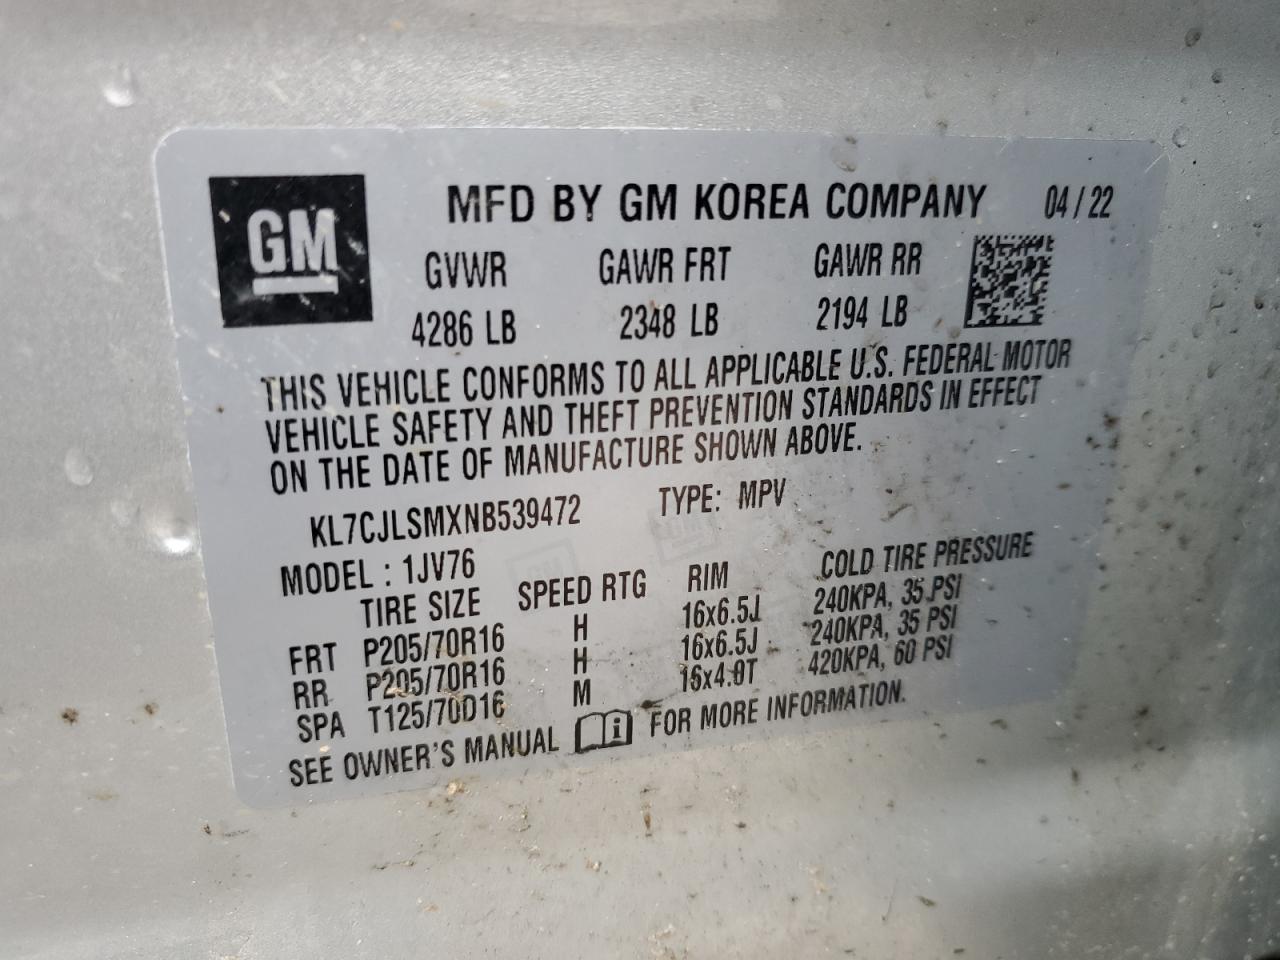 GM
MFD BY GM KOREA COMPANY 04/22
GVWR GAWR FRT GAWR RR
4286 LB 2348 LB 2194 LB
THIS VEHICLE CONFORMS TO ALL APPLICABLE U.S. FEDERAL MOTOR
VEHICLE SAFETY AND THEFT PREVENTION STANDARDS IN EFFECT
ON THE DATE OF MANUFACTURE SHOWN ABOVE.
KL7CJLSMXNB539472 TYPE: MPV
MODEL : 1JV76
TIRE SIZE SPEED RTG RIM COLD TIRE PRESSURE
FRT P205/70R16 H 16x6.5J 240KPA, 35 PSI
RR P205/70R16 H 16x6.5J 240KPA, 35 PSI
SPA T125/70D16 M 16x4.0T 420KPA, 60 PSI
SEE OWNER'S MANUAL i FOR MORE INFORMATION.